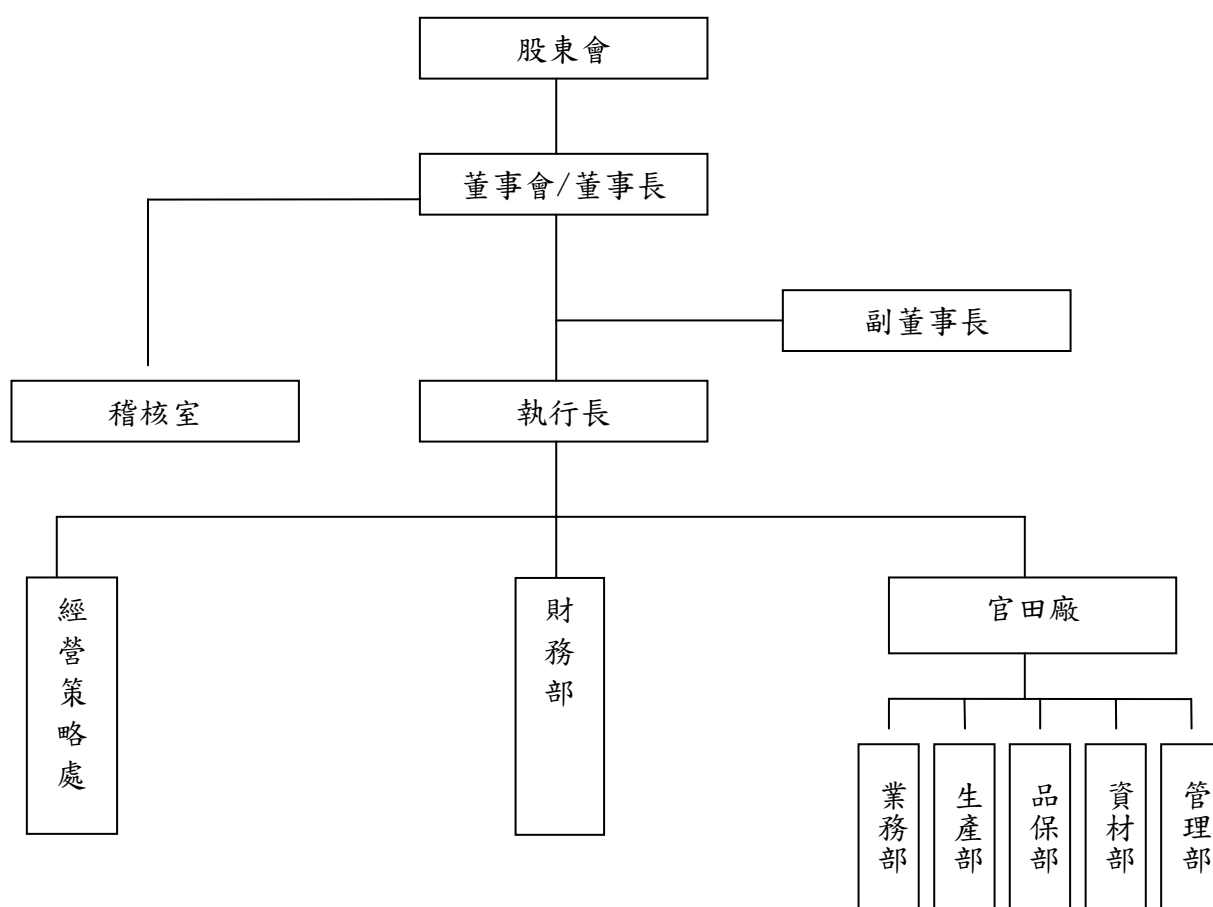 股東會
董事會/董事長
副董事長
稽核室
執行長
經營策略處
財務部
官田廠
業務部
生產部
品保部
資材部
管理部